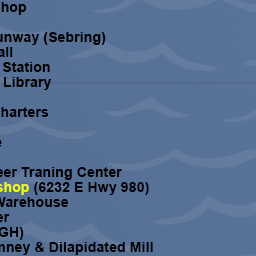 hop
unway (Sebring)
all
Station
Library
harters
e
eer Traning Center
shop (6232 E Hwy 980)
Warehouse
er
GH)
nney & Dilapidated Mill